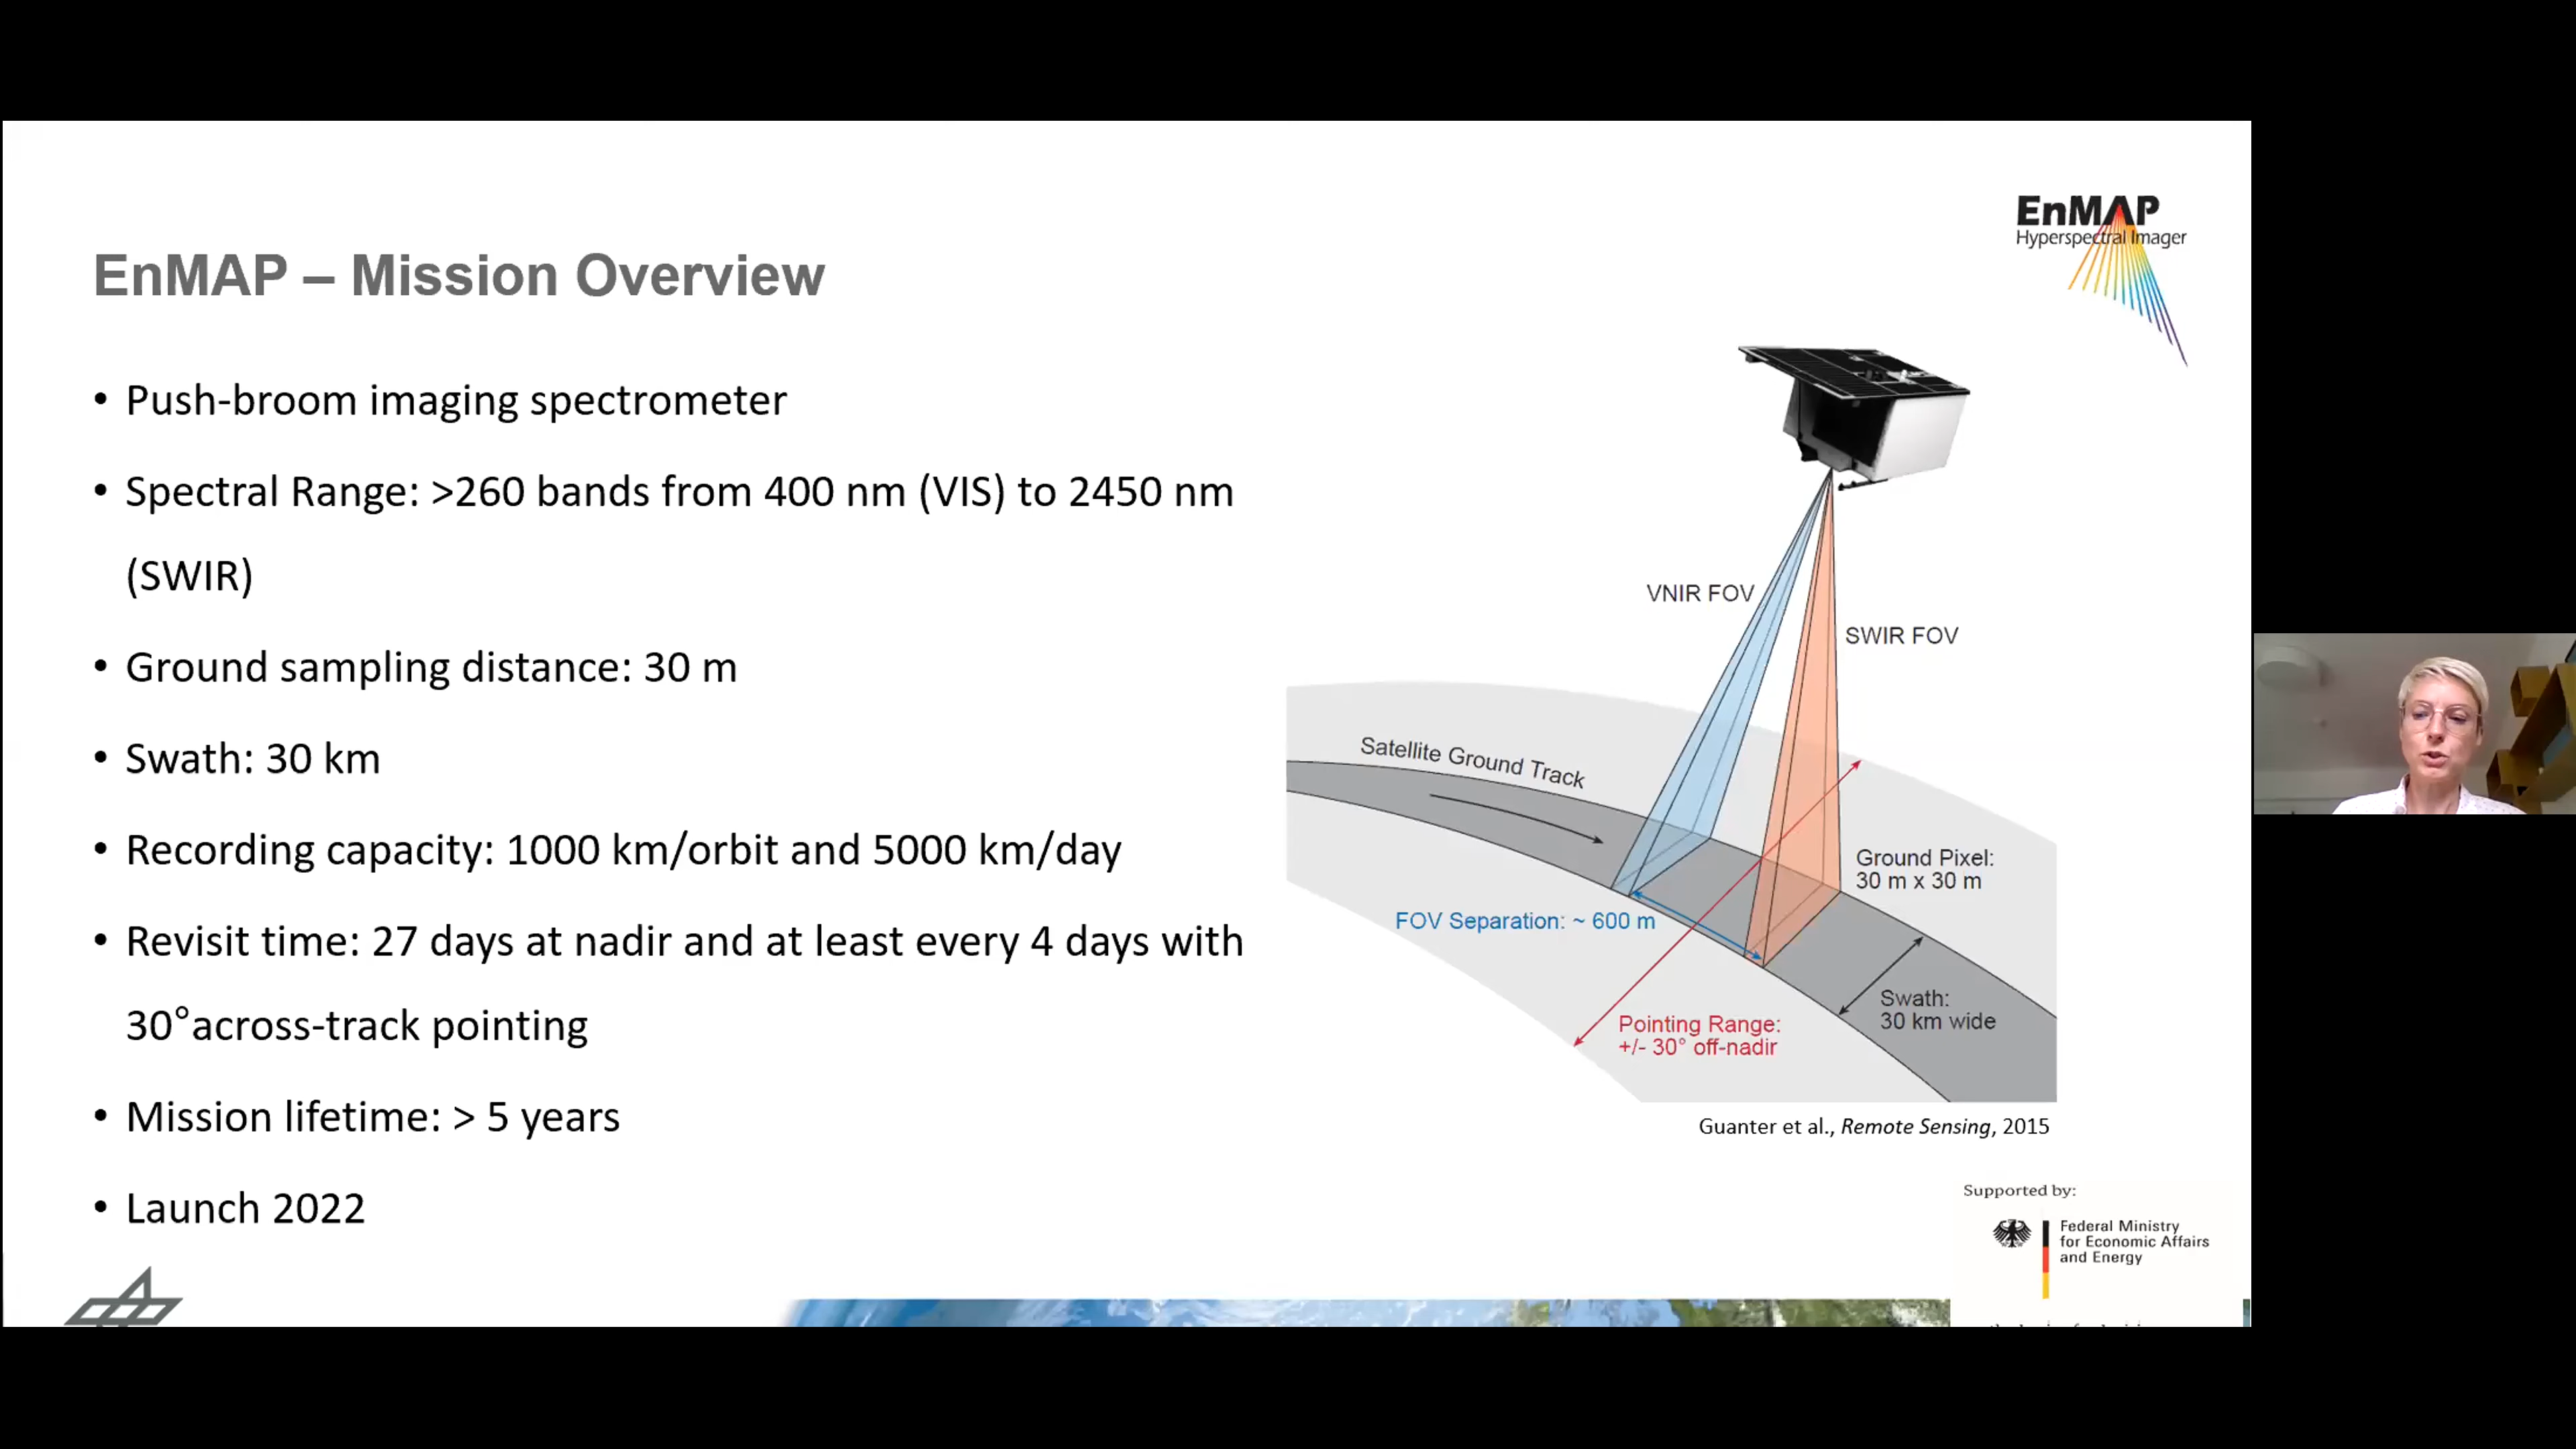 EnMAP
Hyperspectral Imager
EnMAP – Mission Overview
• Push-broom imaging spectrometer
• Spectral Range: >260 bands from 400 nm (VIS) to 2450 nm
(SWIR)
• Ground sampling distance: 30 m
• Swath: 30 km
• Recording capacity: 1000 km/orbit and 5000 km/day
• Revisit time: 27 days at nadir and at least every 4 days with
30°across-track pointing
• Mission lifetime: > 5 years
• Launch 2022
VNIR FOV
SWIR FOV
Satellite Ground Track
Ground Pixel:
30 m x 30 m
FOV Separation: ~ 600 m
Swath:
30 km wide
Pointing Range:
+/- 30° off-nadir
Guanter et al., Remote Sensing, 2015
Supported by:
Federal Ministry
for Economic Affairs
and Energy